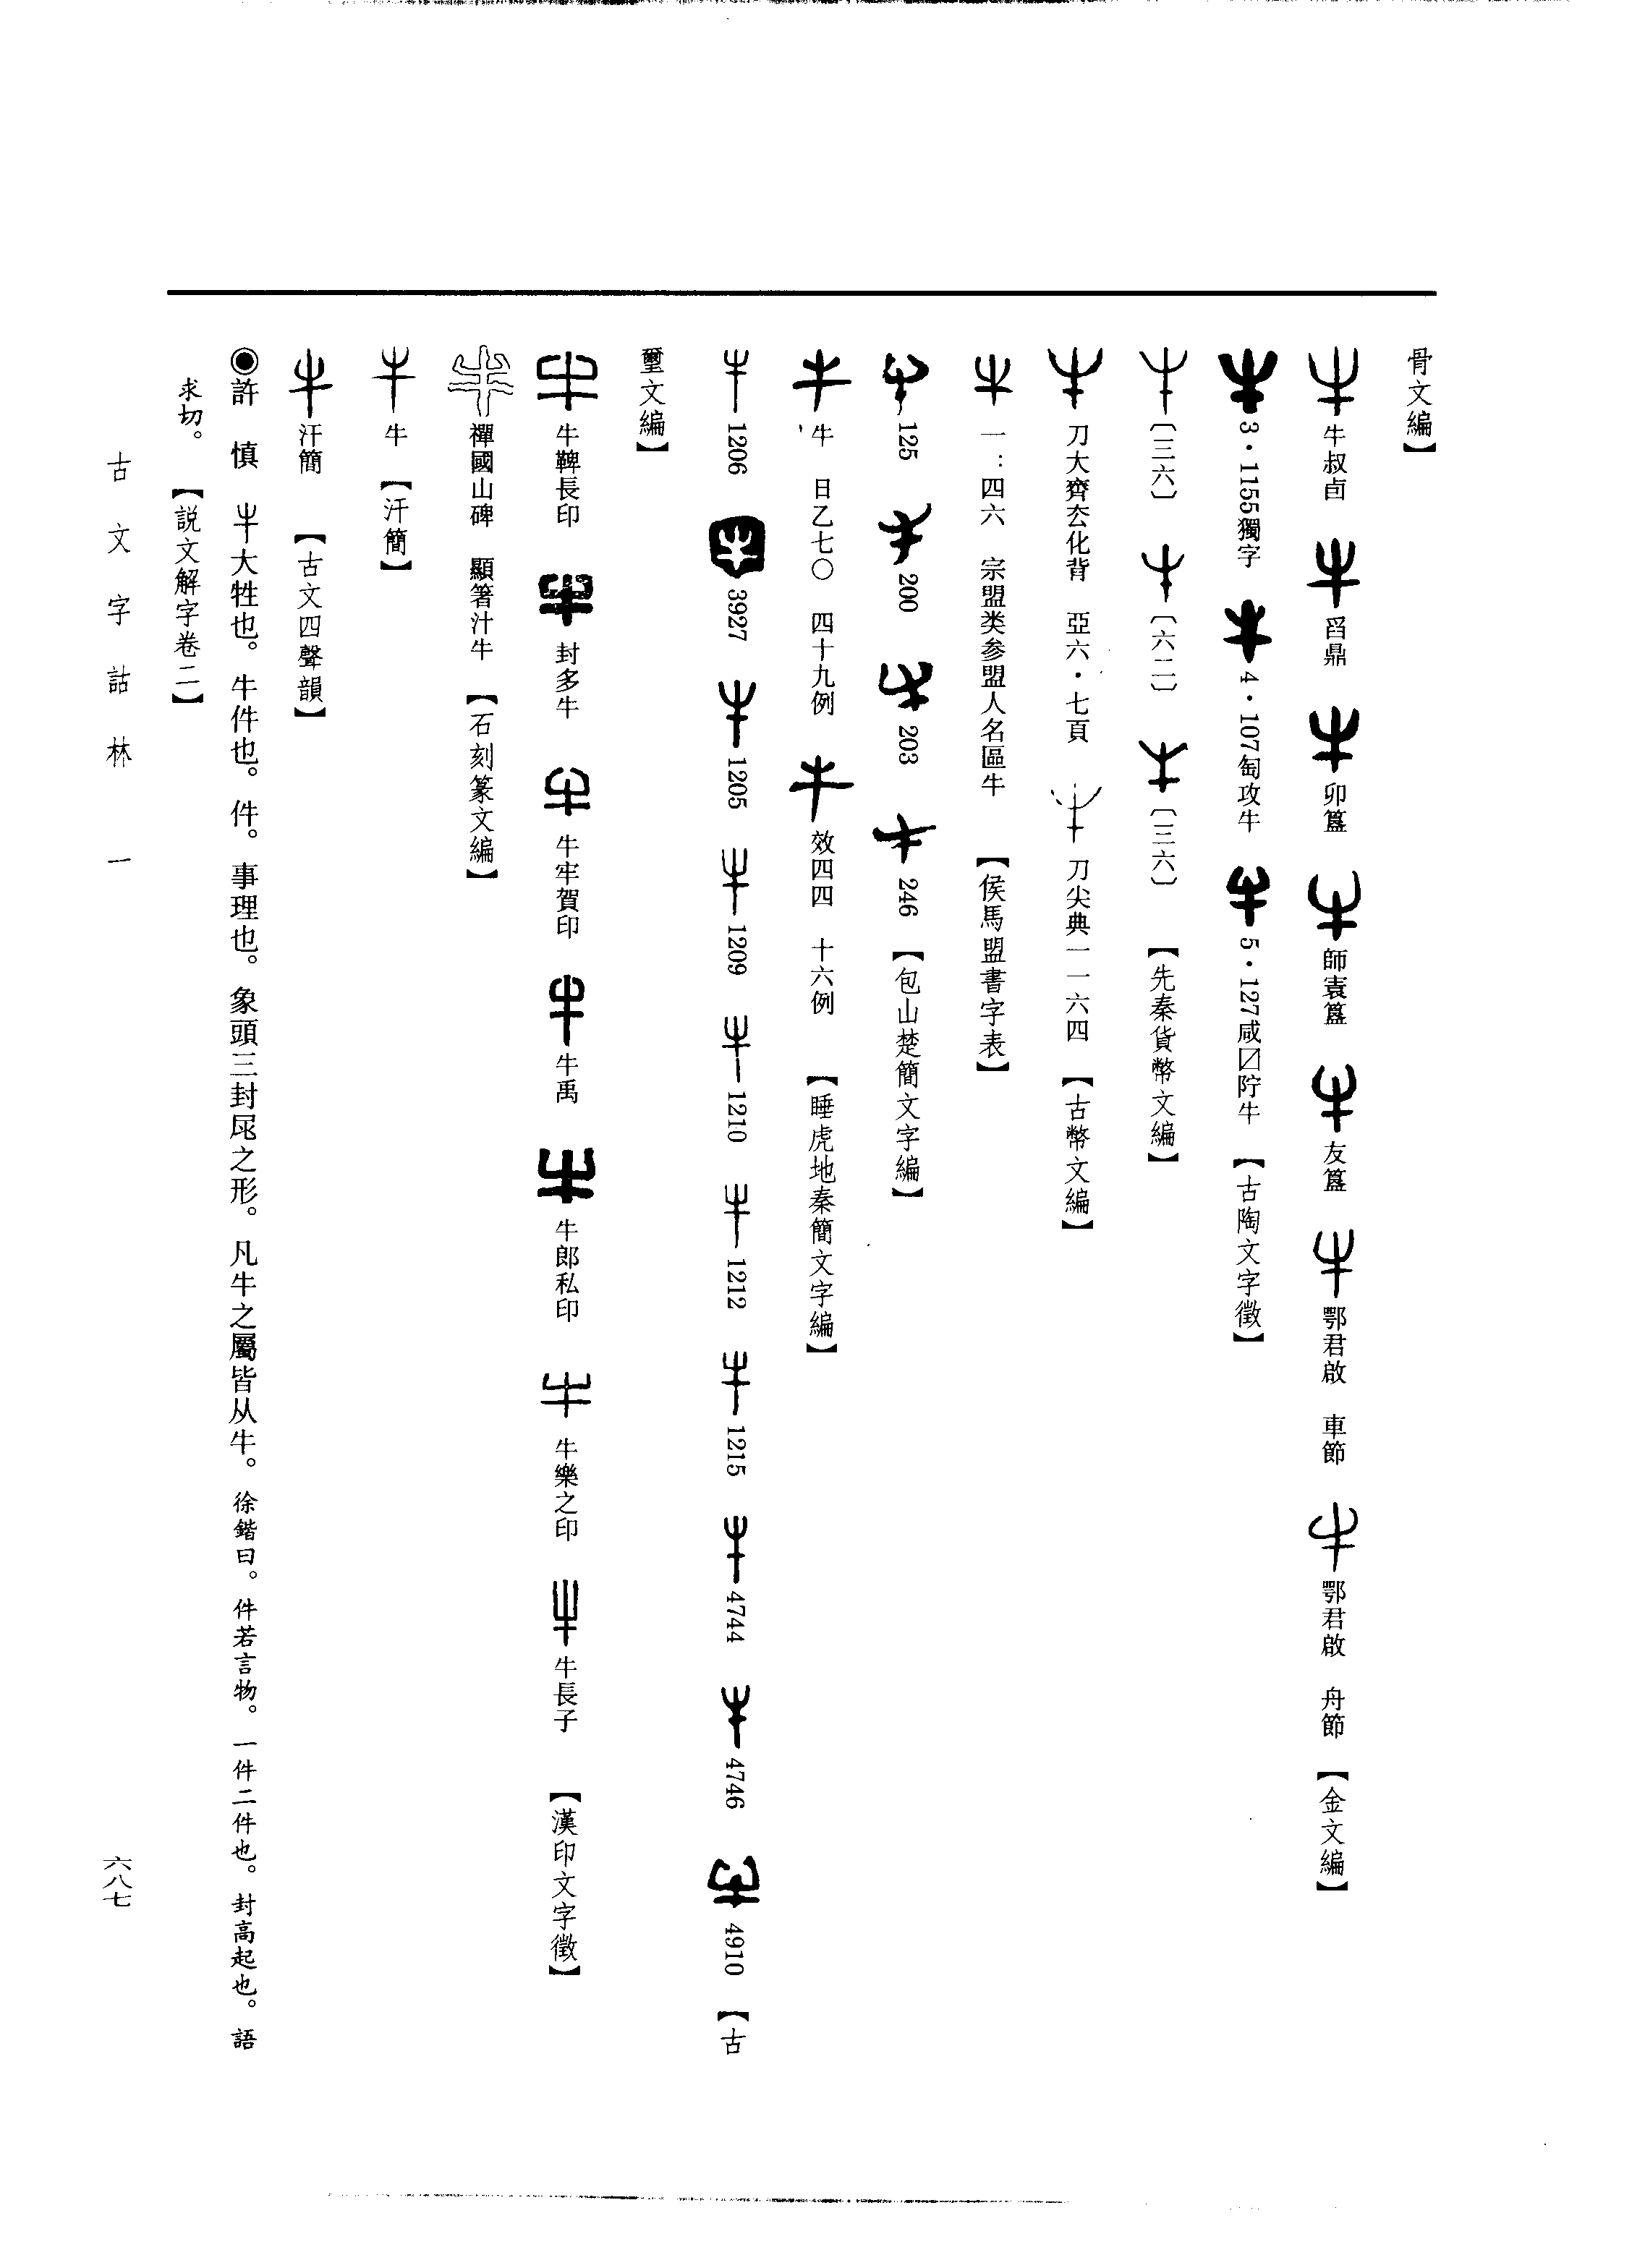 骨文編】
牛叔卣 舀鼎 卯簋 師㝨簋 友簋 鄂君啟 車節 鄂君啟 舟節 【金文編】
3·1155獨字 4·107匋攻牛 5·127咸〼㕆牛 【古陶文字徵】
〔三六〕 〔六二〕 〔三六〕 【先秦貨幣文編】
刀大齊厺化背 亞六·七頁 刀尖典一一六四 【古幣文編】
一：四六 宗盟类参盟人名區牛 【侯馬盟書字表】
125 200 203 246 【包山楚簡文字編】
牛 日乙七〇 四十九例 效四四 十六例 【睡虎地秦簡文字編】
1206 3927 1205 1209 1210 1212 1215 4744 4746 4910 【古
璽文編】
牛鞞長印 封多牛 牛牢賀印 牛禹 牛郎私印 牛樂之印 牛長子 【漢印文字徵】
禪國山碑 顯箸汁牛 【石刻篆文編】
牛 【汗簡】
汗簡 【古文四聲韻】
◉許 慎 牛大牲也。牛件也。件。事理也。象頭三封𡱝之形。凡牛之屬皆从牛。徐鍇曰。件若言物。一件二件也。封高起也。語
求切。 【説文解字卷二】
古文字詁林 一
六八七